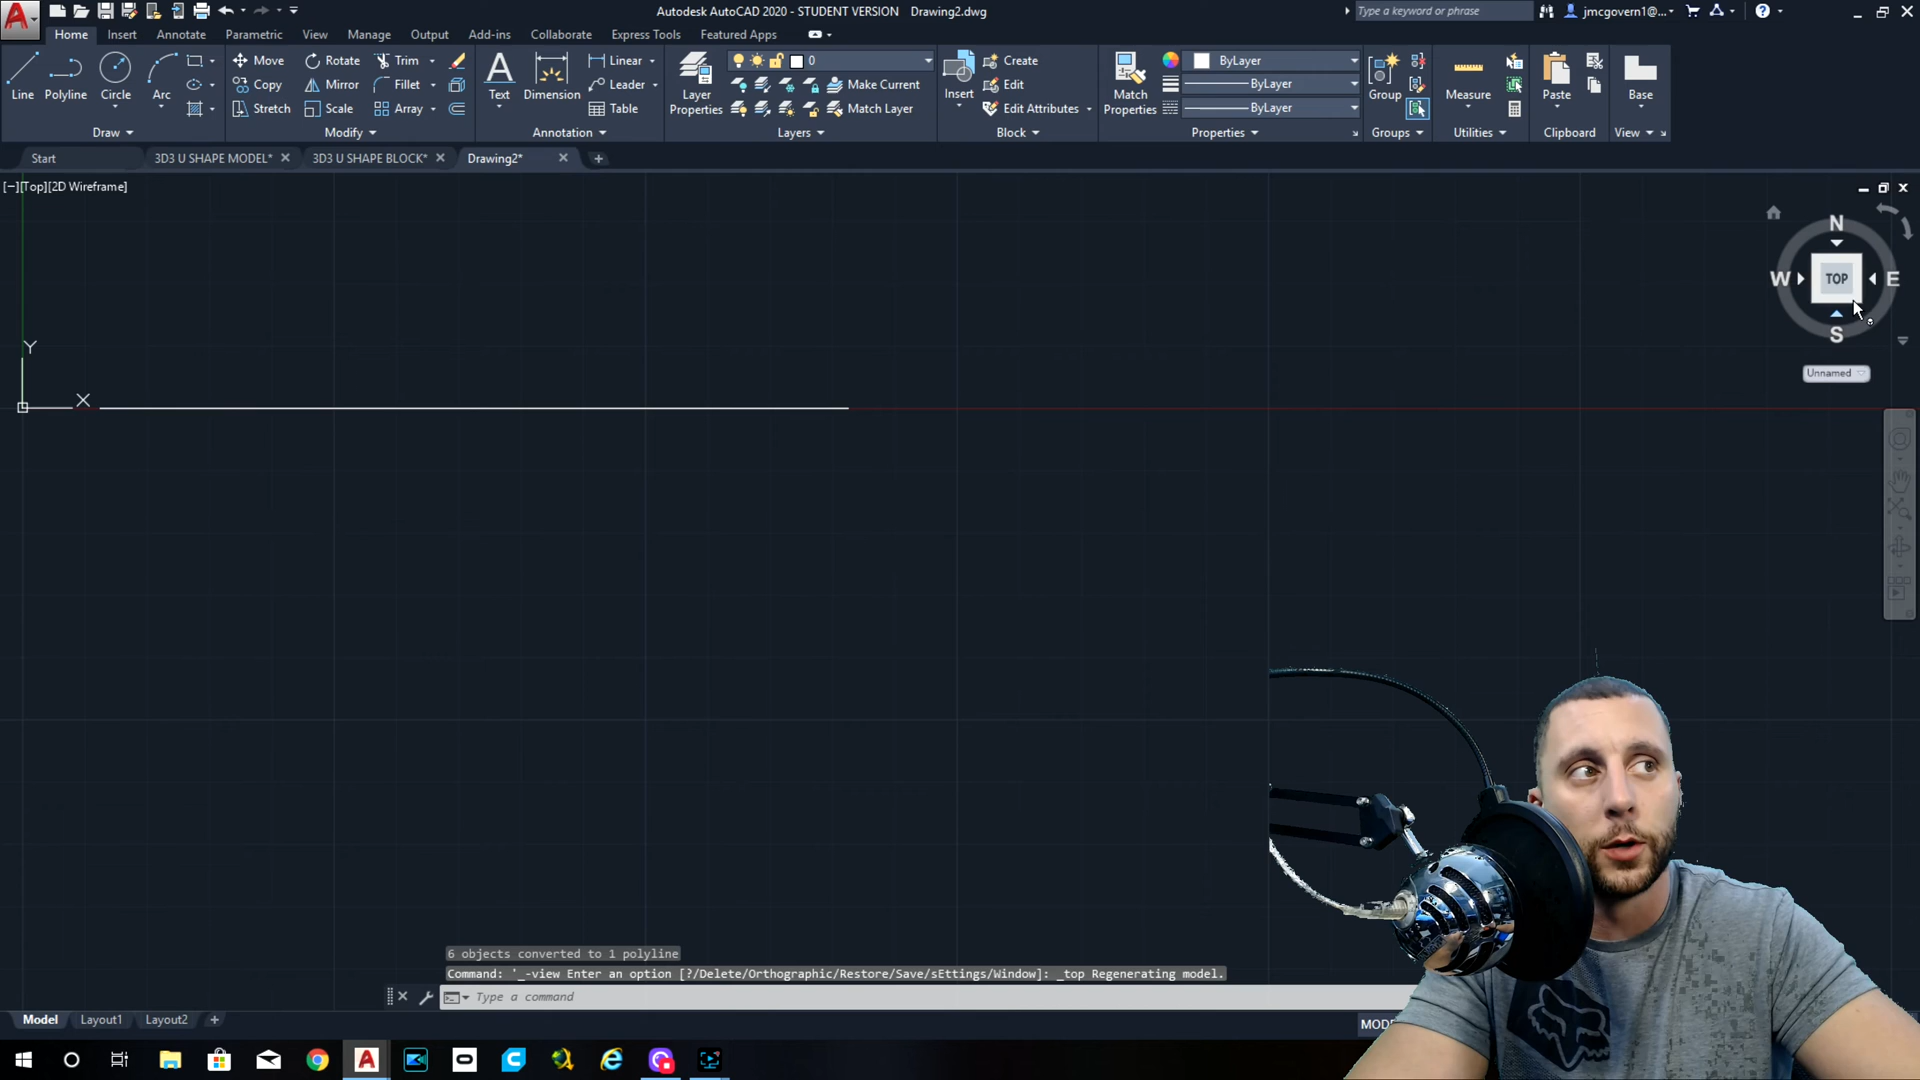 Autodesk AutoCAD 2020 - STUDENT VERSION Drawing2.dwg
Type a keyword or phrase
jmcgovern1@...
Home Insert Annotate Parametric View Manage Output Add-ins Collaborate Express Tools Featured Apps
Line Polyline Circle Arc
Move Rotate Trim
Copy Mirror Fillet
Stretch Scale Array
Text Dimension
Linear
Leader
Table
Layer Properties
0
Make Current
Match Layer
Insert
Create
Edit
Edit Attributes
Match Properties
ByLayer
ByLayer
ByLayer
Group
Measure
Paste
Base
Draw Modify Annotation Layers Block Properties Groups Utilities Clipboard View
Start 3D3 U SHAPE MODEL* 3D3 U SHAPE BLOCK* Drawing2*
[−][Top][2D Wireframe]
N
W TOP E
S
Unnamed
Y
X
6 objects converted to 1 polyline
Command: '_-view Enter an option [?/Delete/Orthographic/Restore/Save/sEttings/Window]: _top Regenerating model.
Type a command
Model Layout1 Layout2
MODE